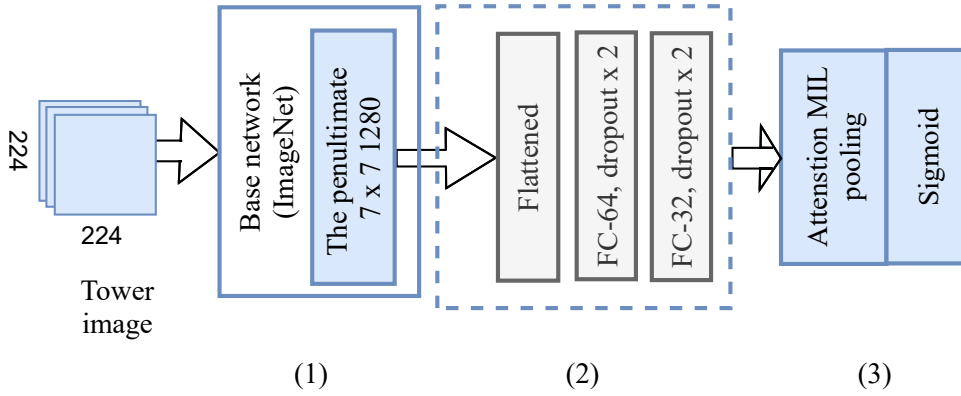 224
224
Tower
image
Base network
(ImageNet)
The penultimate
7 x 7 1280
(1)
Flattened
FC-64, dropout x 2
FC-32, dropout x 2
(2)
Attenstion MIL
pooling
Sigmoid
(3)